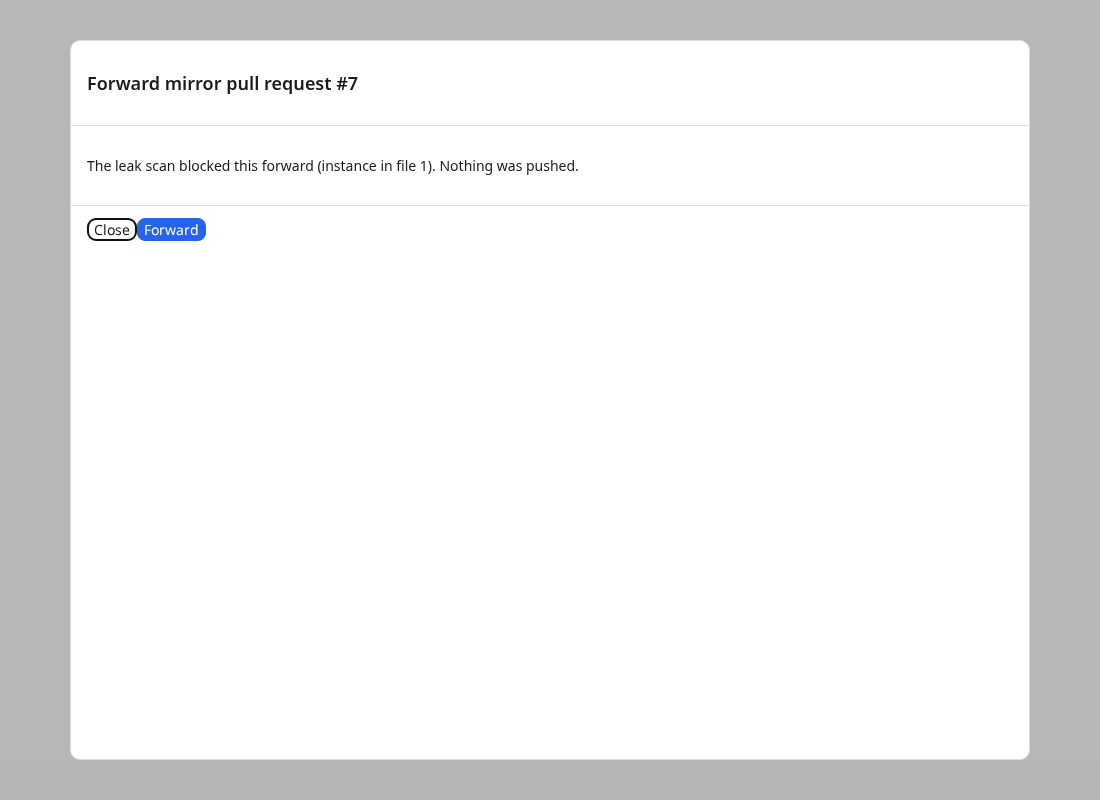 Forward mirror pull request #7
The leak scan blocked this forward (instance in file 1). Nothing was pushed.
Close Forward